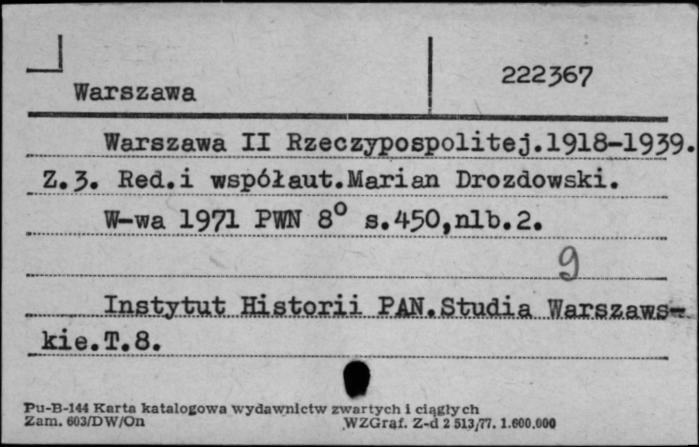 222367
Warszawa
Warszawa II Rzeczypospolitej.1918-1939.
Z.3. Red.i współaut.Marian Drozdowski.
W-wa 1971 PWN 8° s.450,nlb.2.
9
Instytut Historii PAN.Studia Warszaws-
kie.T.8.
Pu-B-144 Karta katalogowa wydawnictw zwartych i ciągłych
Zam. 603/DW/On WZGraf. Z-d 2 513/77. 1.600.000